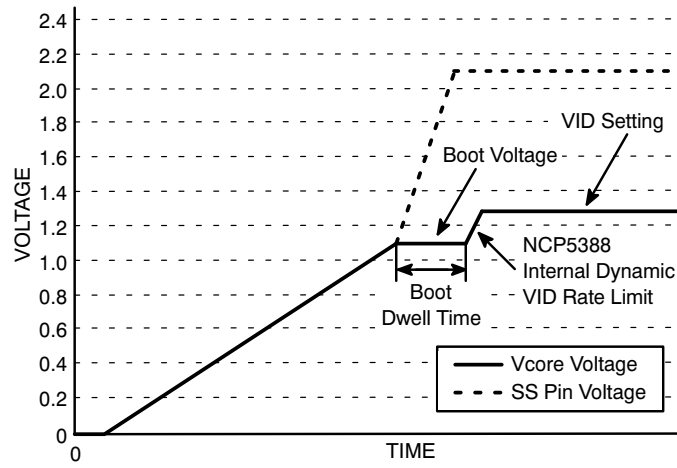 2.4
2.2
2.0
1.8
1.6
1.4
1.2
1.0
0.8
0.6
0.4
0.2
0
0
VOLTAGE
TIME
VID Setting
Boot Voltage
NCP5388
Internal Dynamic
VID Rate Limit
Boot
Dwell Time
Vcore Voltage
SS Pin Voltage